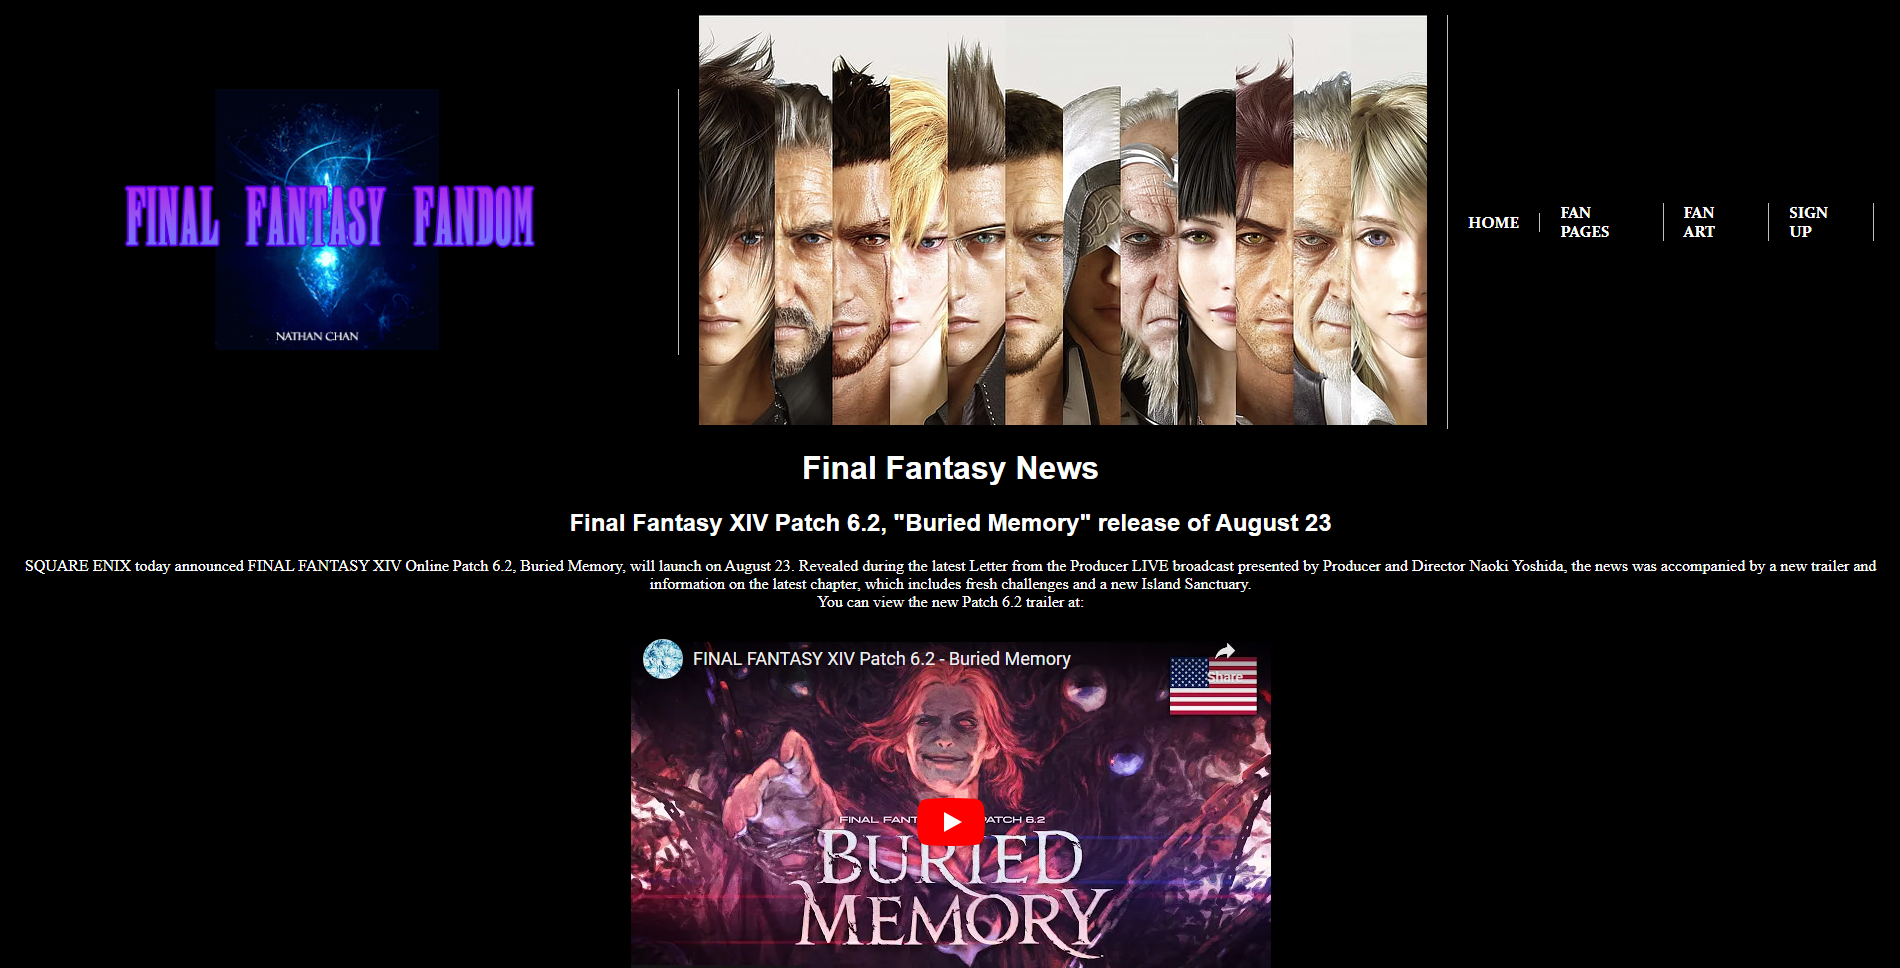 FINAL FANTASY FANDOM
NATHAN CHAN
HOME
FAN
PAGES
FAN
ART
SIGN
UP
Final Fantasy News
Final Fantasy XIV Patch 6.2, "Buried Memory" release of August 23
SQUARE ENIX today announced FINAL FANTASY XIV Online Patch 6.2, Buried Memory, will launch on August 23. Revealed during the latest Letter from the Producer LIVE broadcast presented by Producer and Director Naoki Yoshida, the news was accompanied by a new trailer and
information on the latest chapter, which includes fresh challenges and a new Island Sanctuary.
You can view the new Patch 6.2 trailer at:
FINAL FANTASY XIV Patch 6.2 - Buried Memory
Share
FINAL FANT PATCH 6.2
BURIED
MEMORY